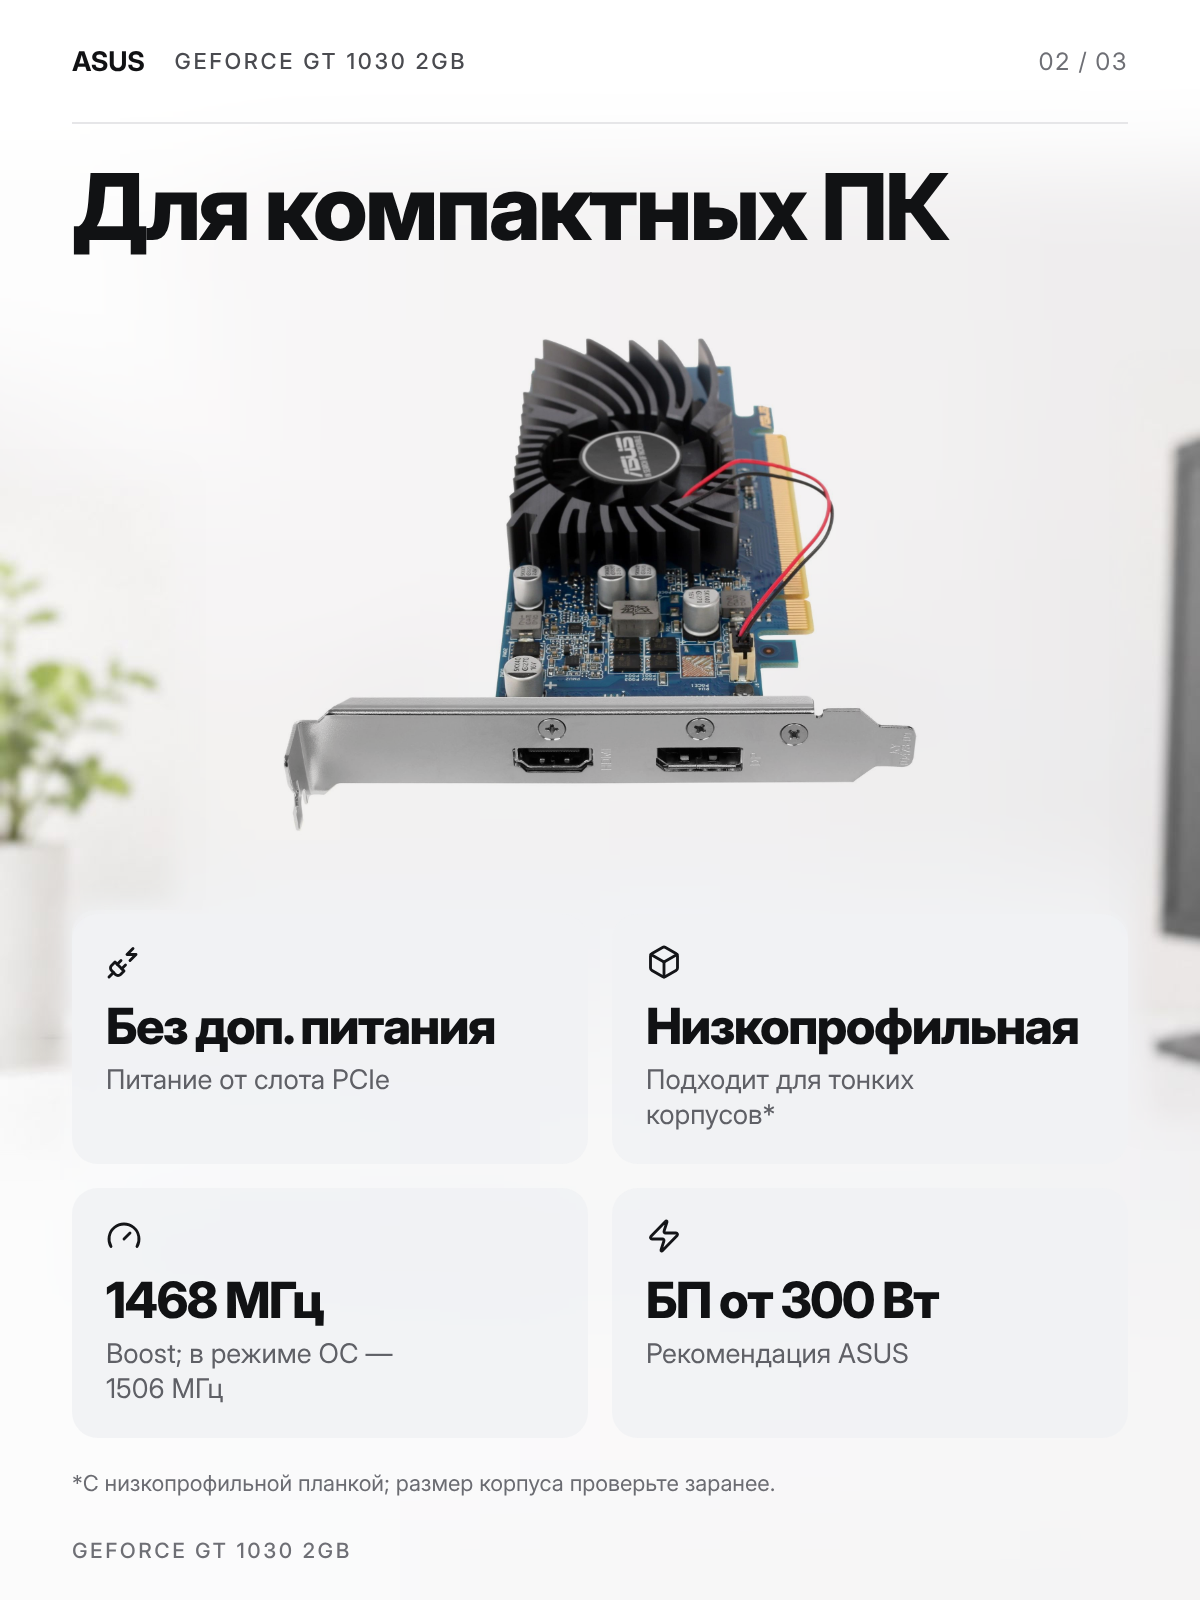 ASUS GEFORCE GT 1030 2GB 02 / 03
Для компактных ПК
ASUS
Без доп. питания
Питание от слота PCIe
Низкопрофильная
Подходит для тонких
корпусов*
1468 МГц
Boost; в режиме OC —
1506 МГц
БП от 300 Вт
Рекомендация ASUS
*С низкопрофильной планкой; размер корпуса проверьте заранее.
GEFORCE GT 1030 2GB